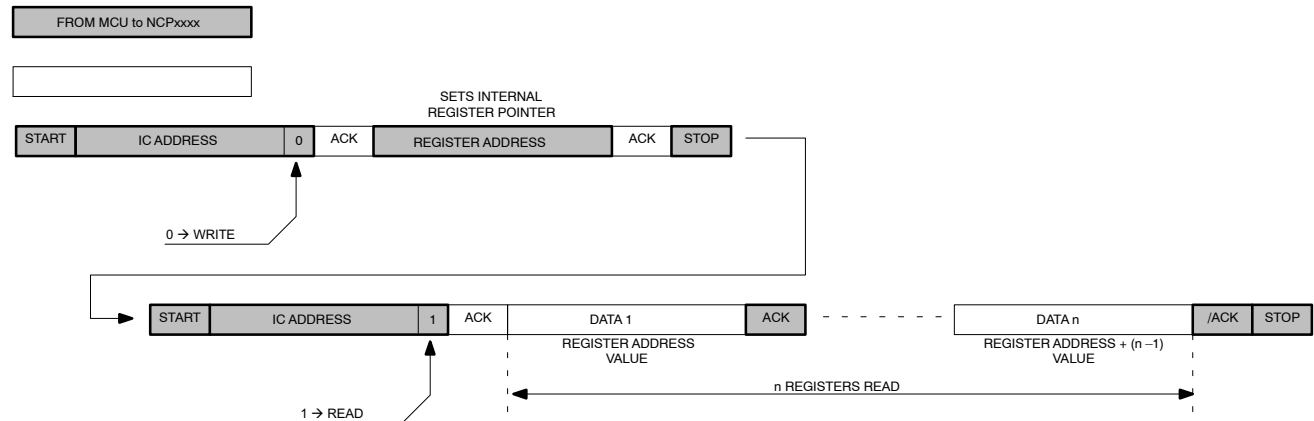 FROM MCU to NCPxxxx
SETS INTERNAL
REGISTER POINTER
START IC ADDRESS 0 ACK REGISTER ADDRESS ACK STOP
0 → WRITE
START IC ADDRESS 1 ACK DATA 1 ACK DATA n /ACK STOP
REGISTER ADDRESS
VALUE
REGISTER ADDRESS + (n –1)
VALUE
n REGISTERS READ
1 → READ